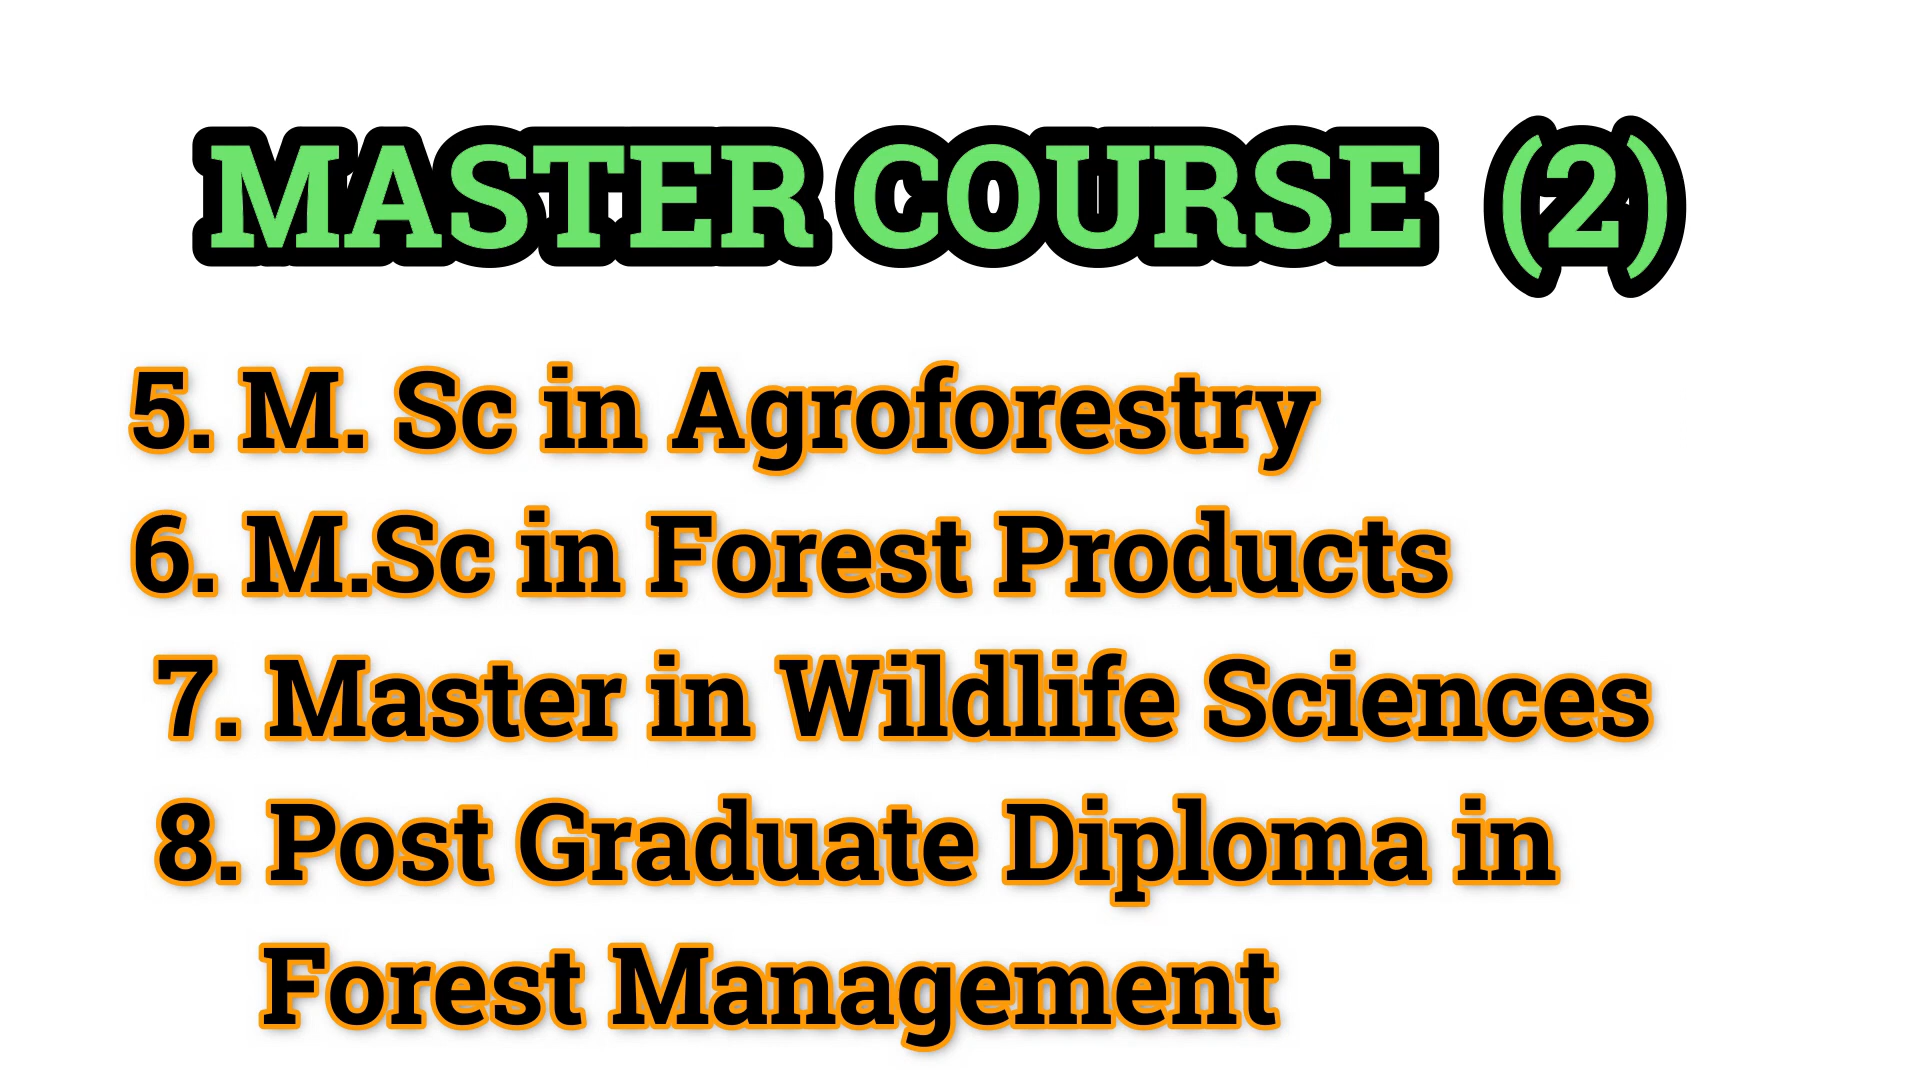 MASTER COURSE (2)
5. M. Sc in Agroforestry
6. M.Sc in Forest Products
7. Master in Wildlife Sciences
8. Post Graduate Diploma in
Forest Management